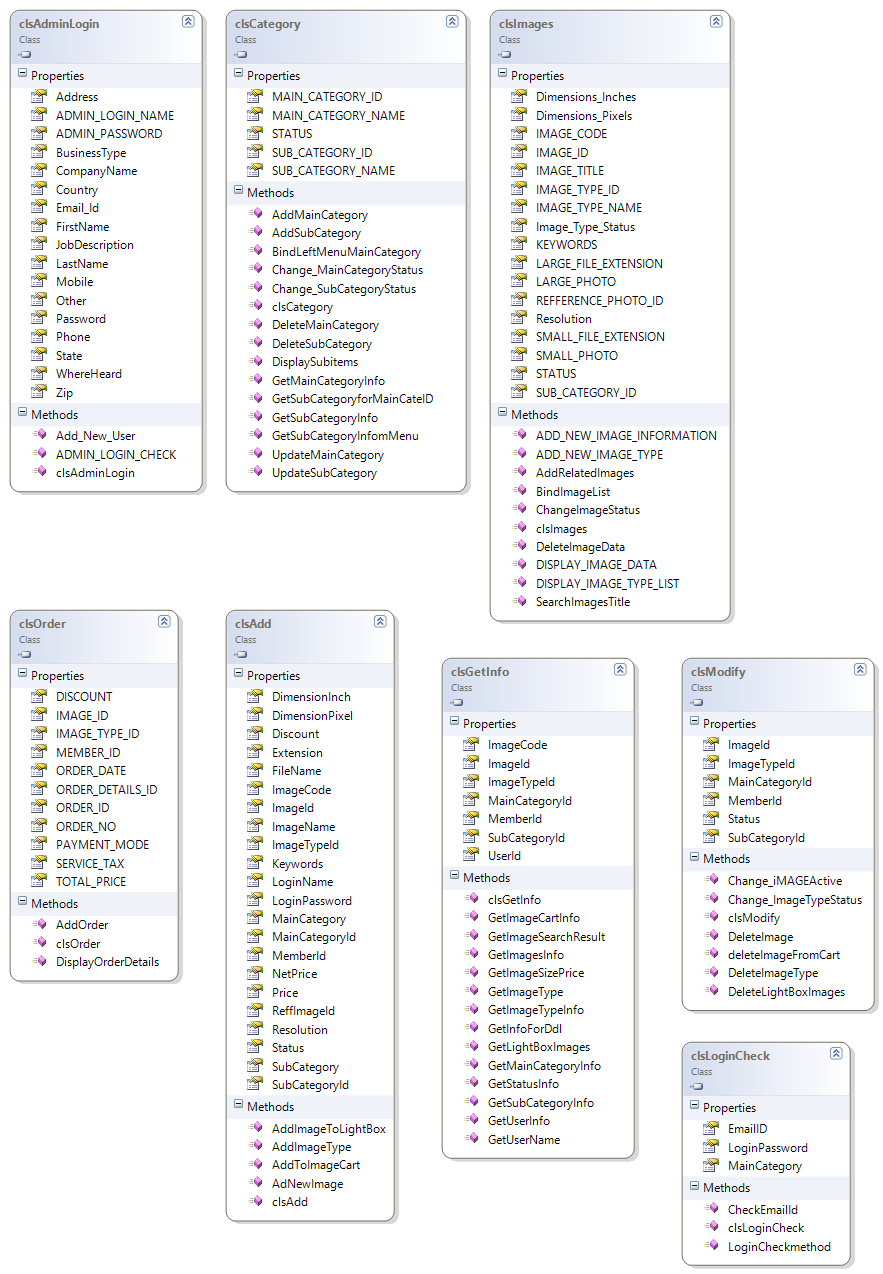 clsAdminLogin
Class
Properties
Address
ADMIN_LOGIN_NAME
ADMIN_PASSWORD
BusinessType
CompanyName
Country
Email_Id
FirstName
JobDescription
LastName
Mobile
Other
Password
Phone
State
WhereHeard
Zip
Methods
Add_New_User
ADMIN_LOGIN_CHECK
clsAdminLogin
clsCategory
Class
Properties
MAIN_CATEGORY_ID
MAIN_CATEGORY_NAME
STATUS
SUB_CATEGORY_ID
SUB_CATEGORY_NAME
Methods
AddMainCategory
AddSubCategory
BindLeftMenuMainCategory
Change_MainCategoryStatus
Change_SubCategoryStatus
clsCategory
DeleteMainCategory
DeleteSubCategory
DisplaySubitems
GetMainCategoryInfo
GetSubCategoryforMainCateID
GetSubCategoryInfo
GetSubCategoryInfomMenu
UpdateMainCategory
UpdateSubCategory
clsImages
Class
Properties
Dimensions_Inches
Dimensions_Pixels
IMAGE_CODE
IMAGE_ID
IMAGE_TITLE
IMAGE_TYPE_ID
IMAGE_TYPE_NAME
Image_Type_Status
KEYWORDS
LARGE_FILE_EXTENSION
LARGE_PHOTO
REFFERENCE_PHOTO_ID
Resolution
SMALL_FILE_EXTENSION
SMALL_PHOTO
STATUS
SUB_CATEGORY_ID
Methods
ADD_NEW_IMAGE_INFORMATION
ADD_NEW_IMAGE_TYPE
AddRelatedImages
BindImageList
ChangeImageStatus
clsImages
DeleteImageData
DISPLAY_IMAGE_DATA
DISPLAY_IMAGE_TYPE_LIST
SearchImagesTitle
clsOrder
Class
Properties
DISCOUNT
IMAGE_ID
IMAGE_TYPE_ID
MEMBER_ID
ORDER_DATE
ORDER_DETAILS_ID
ORDER_ID
ORDER_NO
PAYMENT_MODE
SERVICE_TAX
TOTAL_PRICE
Methods
AddOrder
clsOrder
DisplayOrderDetails
clsAdd
Class
Properties
DimensionInch
DimensionPixel
Discount
Extension
FileName
ImageCode
ImageId
ImageName
ImageTypeId
Keywords
LoginName
LoginPassword
MainCategory
MainCategoryId
MemberId
NetPrice
Price
ReffImageId
Resolution
Status
SubCategory
SubCategoryId
Methods
AddImageToLightBox
AddImageType
AddToImageCart
AdNewImage
clsAdd
clsGetInfo
Class
Properties
ImageCode
ImageId
ImageTypeId
MainCategoryId
MemberId
SubCategoryId
UserId
Methods
clsGetInfo
GetImageCartInfo
GetImageSearchResult
GetImagesInfo
GetImageSizePrice
GetImageType
GetImageTypeInfo
GetInfoForDdl
GetLightBoxImages
GetMainCategoryInfo
GetStatusInfo
GetSubCategoryInfo
GetUserInfo
GetUserName
clsModify
Class
Properties
ImageId
ImageTypeId
MainCategoryId
MemberId
Status
SubCategoryId
Methods
Change_iMAGEActive
Change_ImageTypeStatus
clsModify
DeleteImage
deleteImageFromCart
DeleteImageType
DeleteLightBoxImages
clsLoginCheck
Class
Properties
EmailID
LoginPassword
MainCategory
Methods
CheckEmailId
clsLoginCheck
LoginCheckmethod